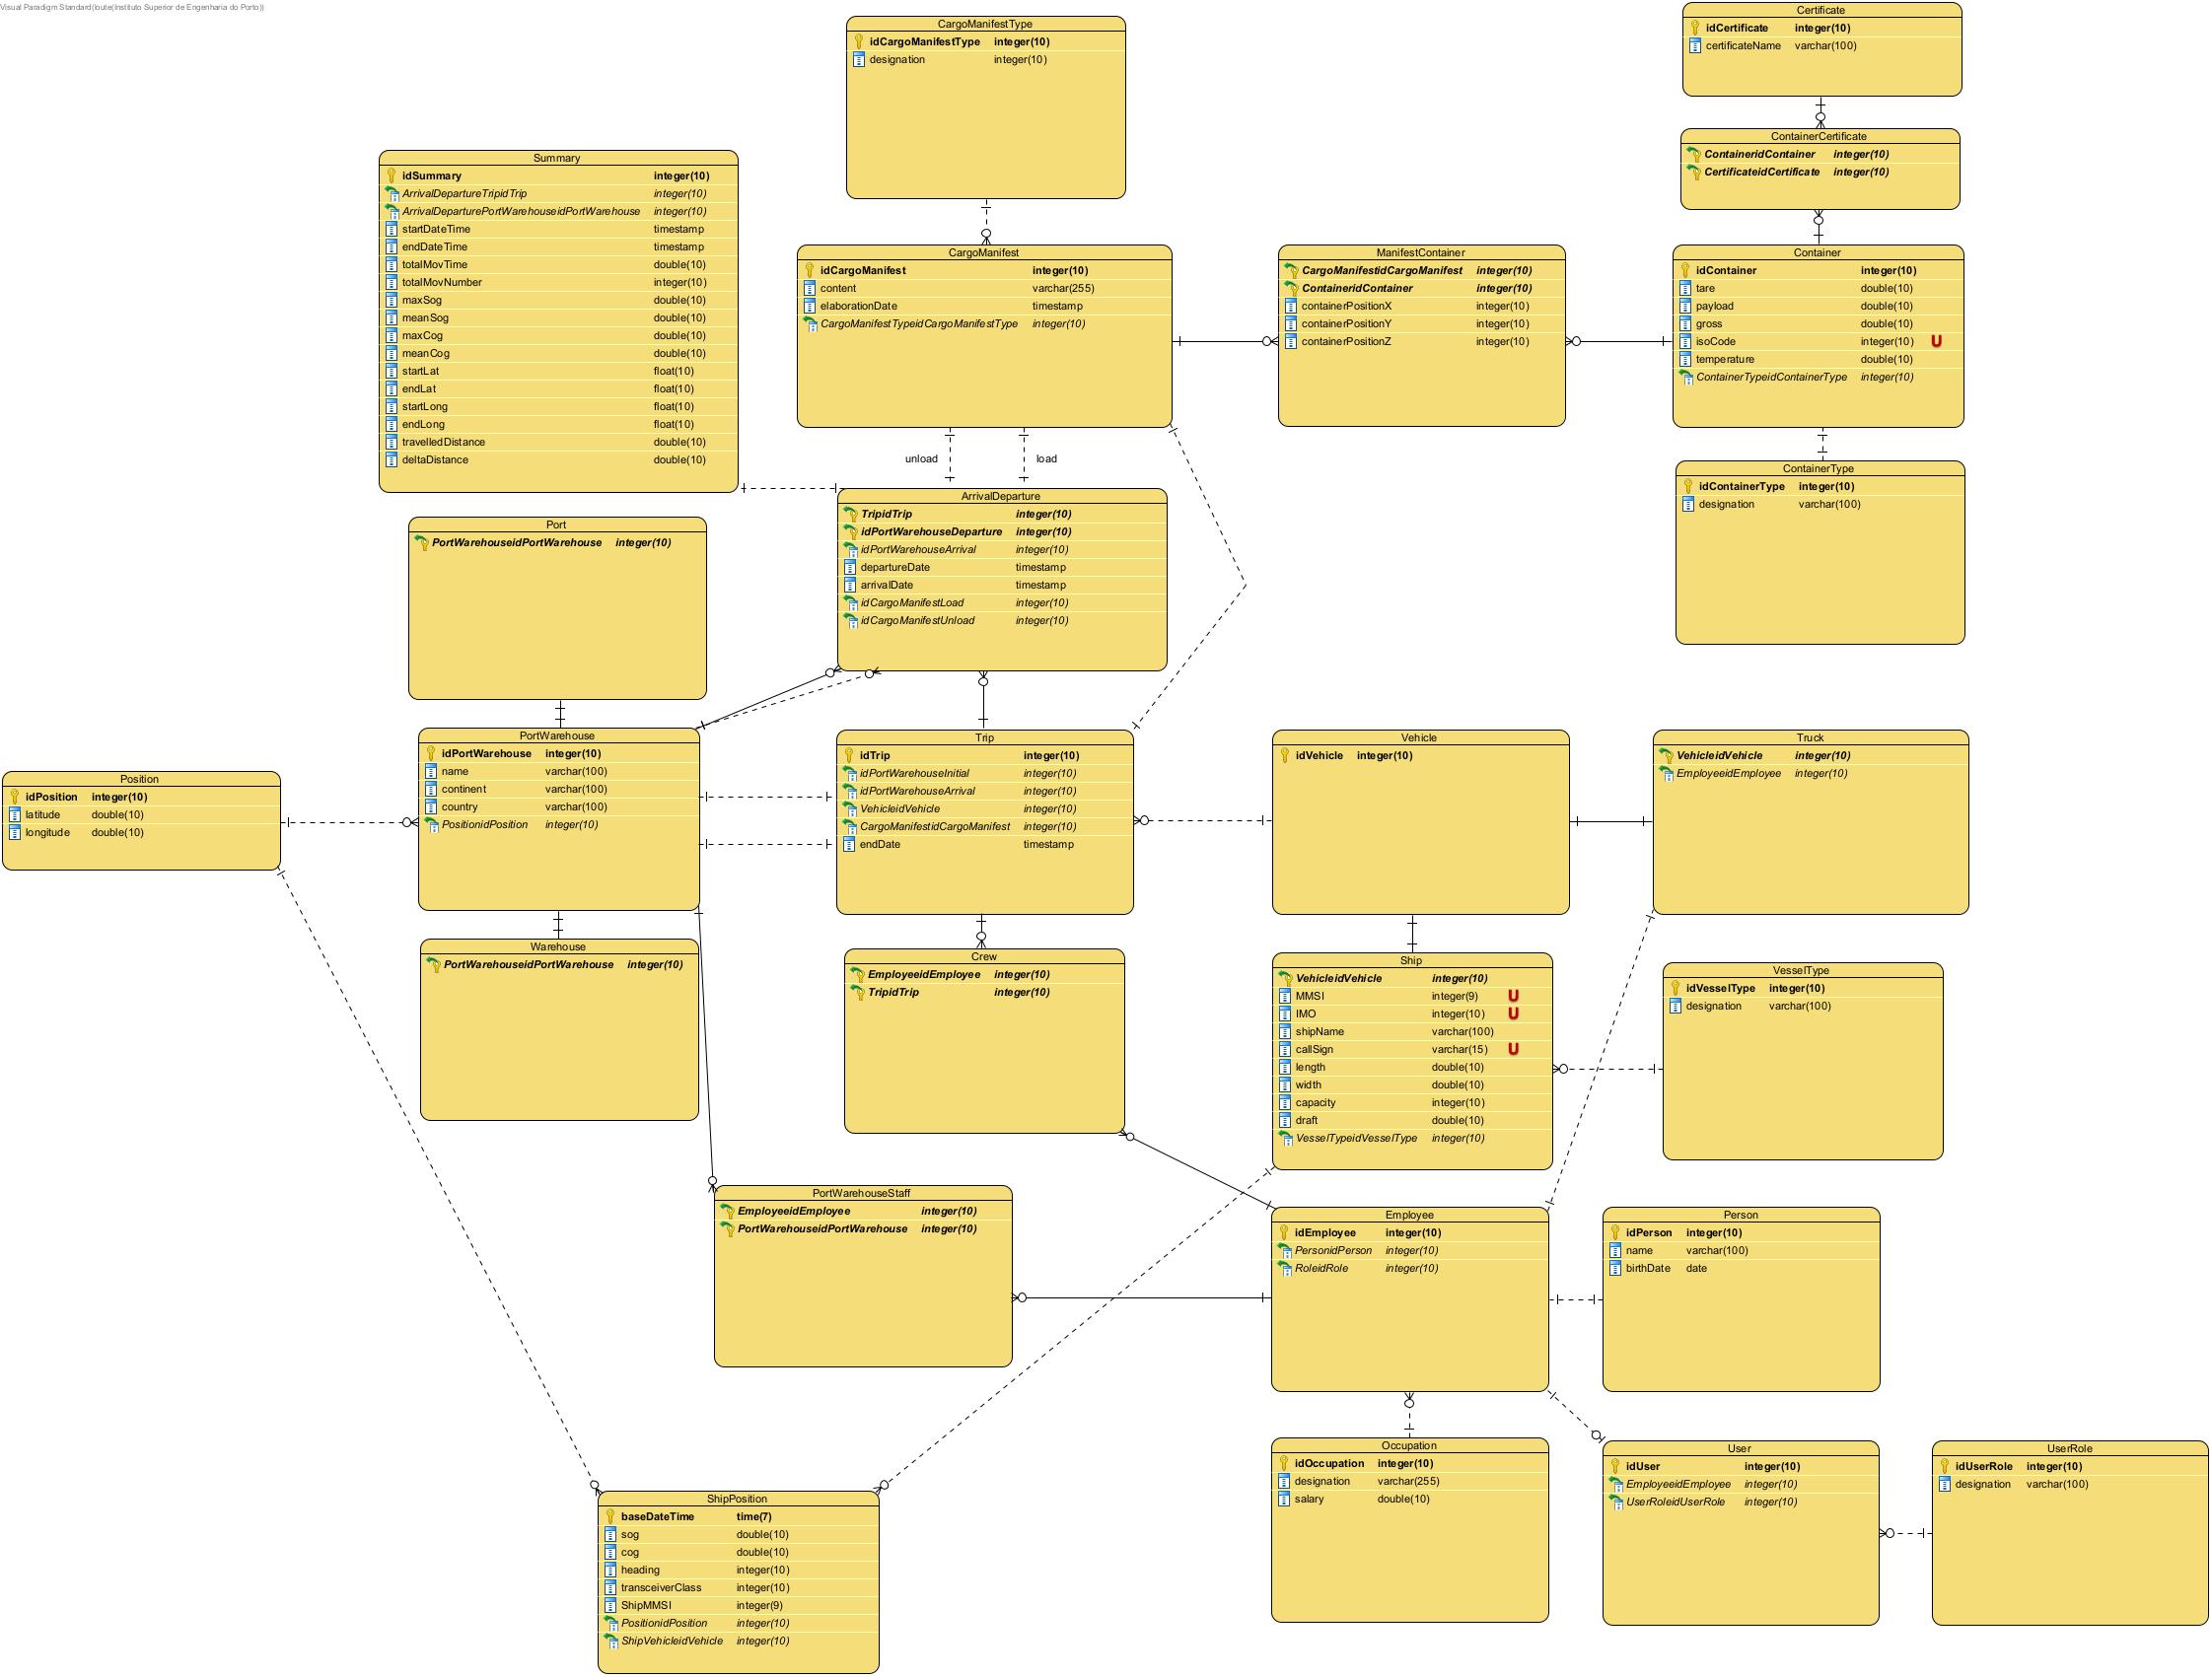 Visual Paradigm Standard(loute(Instituto Superior de Engenharia do Porto))
CargoManifestType
idCargoManifestType integer(10)
designation integer(10)
Certificate
idCertificate integer(10)
certificateName varchar(100)
ContainerCertificate
ContaineridContainer integer(10)
CertificateidCertificate integer(10)
Summary
idSummary integer(10)
ArrivalDepartureTripidTrip integer(10)
ArrivalDeparturePortWarehouseidPortWarehouse integer(10)
startDateTime timestamp
endDateTime timestamp
totalMovTime double(10)
totalMovNumber integer(10)
maxSog double(10)
meanSog double(10)
maxCog double(10)
meanCog double(10)
startLat float(10)
endLat float(10)
startLong float(10)
endLong float(10)
travelledDistance double(10)
deltaDistance double(10)
CargoManifest
idCargoManifest integer(10)
content varchar(255)
elaborationDate timestamp
CargoManifestTypeidCargoManifestType integer(10)
ManifestContainer
CargoManifestidCargoManifest integer(10)
ContaineridContainer integer(10)
containerPositionX integer(10)
containerPositionY integer(10)
containerPositionZ integer(10)
Container
idContainer integer(10)
tare double(10)
payload double(10)
gross double(10)
isoCode integer(10) U
temperature double(10)
ContainerTypeidContainerType integer(10)
unload load
ContainerType
idContainerType integer(10)
designation varchar(100)
ArrivalDeparture
TripidTrip integer(10)
idPortWarehouseDeparture integer(10)
idPortWarehouseArrival integer(10)
departureDate timestamp
arrivalDate timestamp
idCargoManifestLoad integer(10)
idCargoManifestUnload integer(10)
Port
PortWarehouseidPortWarehouse integer(10)
PortWarehouse
idPortWarehouse integer(10)
name varchar(100)
continent varchar(100)
country varchar(100)
PositionidPosition integer(10)
Trip
idTrip integer(10)
idPortWarehouseInitial integer(10)
idPortWarehouseArrival integer(10)
VehicleidVehicle integer(10)
CargoManifestidCargoManifest integer(10)
endDate timestamp
Vehicle
idVehicle integer(10)
Truck
VehicleidVehicle integer(10)
EmployeeidEmployee integer(10)
Position
idPosition integer(10)
latitude double(10)
longitude double(10)
Warehouse
PortWarehouseidPortWarehouse integer(10)
Crew
EmployeeidEmployee integer(10)
TripidTrip integer(10)
Ship
VehicleidVehicle integer(10)
MMSI integer(9) U
IMO integer(10) U
shipName varchar(100)
callSign varchar(15) U
length double(10)
width double(10)
capacity integer(10)
draft double(10)
VesselTypeidVesselType integer(10)
VesselType
idVesselType integer(10)
designation varchar(100)
PortWarehouseStaff
EmployeeidEmployee integer(10)
PortWarehouseidPortWarehouse integer(10)
Employee
idEmployee integer(10)
PersonidPerson integer(10)
RoleidRole integer(10)
Person
idPerson integer(10)
name varchar(100)
birthDate date
Occupation
idOccupation integer(10)
designation varchar(255)
salary double(10)
User
idUser integer(10)
EmployeeidEmployee integer(10)
UserRoleidUserRole integer(10)
UserRole
idUserRole integer(10)
designation varchar(100)
ShipPosition
baseDateTime time(7)
sog double(10)
cog double(10)
heading integer(10)
transceiverClass integer(10)
ShipMMSI integer(9)
PositionidPosition integer(10)
ShipVehicleidVehicle integer(10)